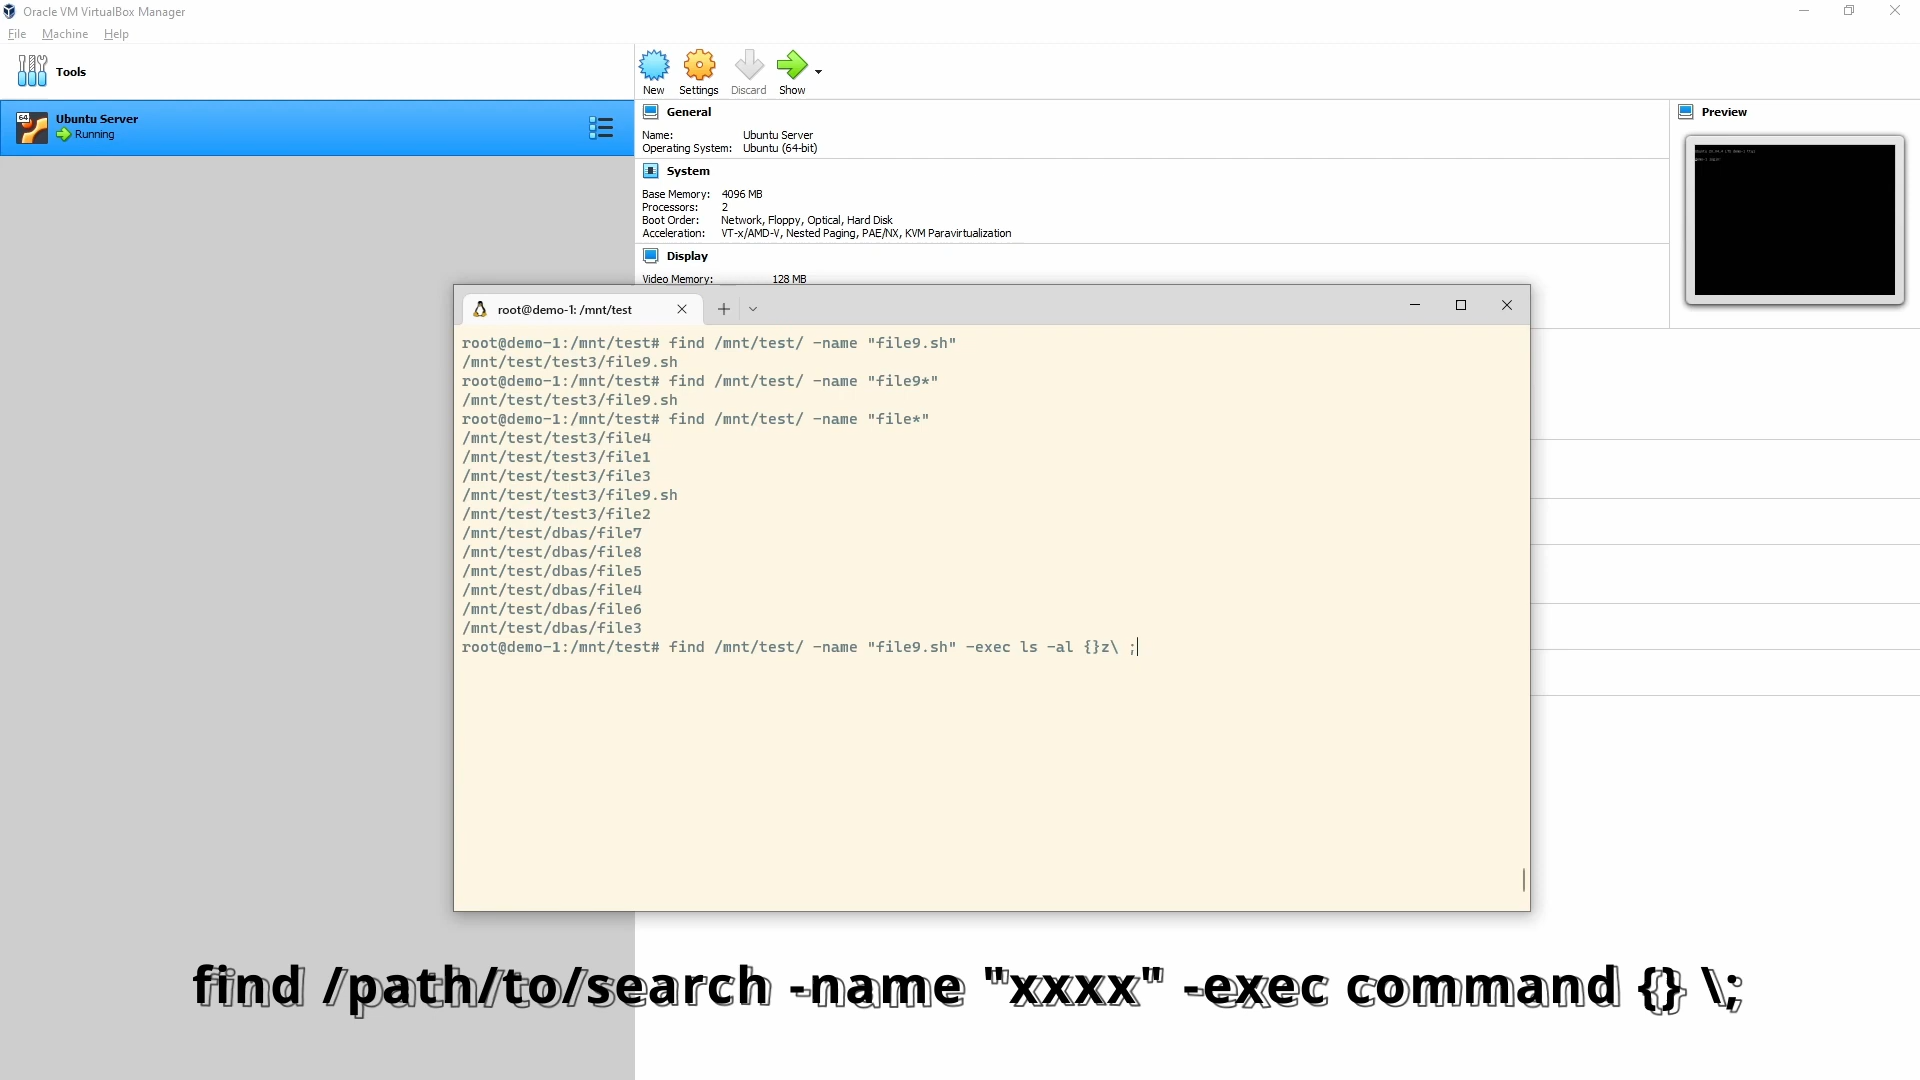 Oracle VM VirtualBox Manager
File Machine Help
Tools
New Settings Discard Show
64 Ubuntu Server
Running
General
Name: Ubuntu Server
Operating System: Ubuntu (64-bit)
System
Base Memory: 4096 MB
Processors: 2
Boot Order: Network, Floppy, Optical, Hard Disk
Acceleration: VT-x/AMD-V, Nested Paging, PAE/NX, KVM Paravirtualization
Display
Video Memory: 128 MB
Preview
root@demo-1: /mnt/test
root@demo-1:/mnt/test# find /mnt/test/ -name "file9.sh"
/mnt/test/test3/file9.sh
root@demo-1:/mnt/test# find /mnt/test/ -name "file9*"
/mnt/test/test3/file9.sh
root@demo-1:/mnt/test# find /mnt/test/ -name "file*"
/mnt/test/test3/file4
/mnt/test/test3/file1
/mnt/test/test3/file3
/mnt/test/test3/file9.sh
/mnt/test/test3/file2
/mnt/test/dbas/file7
/mnt/test/dbas/file8
/mnt/test/dbas/file5
/mnt/test/dbas/file4
/mnt/test/dbas/file6
/mnt/test/dbas/file3
root@demo-1:/mnt/test# find /mnt/test/ -name "file9.sh" -exec ls -al {}z\ ;
find /path/to/search -name "xxxx" -exec command {} \;